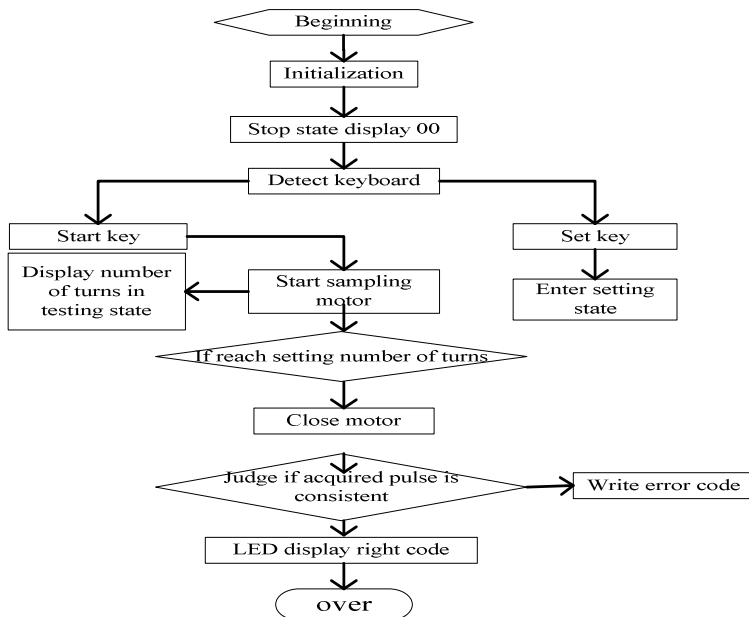 Beginning
Initialization
Stop state display 00
Detect keyboard
Start key
Set key
Display number
of turns in
testing state
Start sampling
motor
Enter setting
state
If reach setting number of turns
Close motor
Judge if acquired pulse is
consistent
Write error code
LED display right code
over